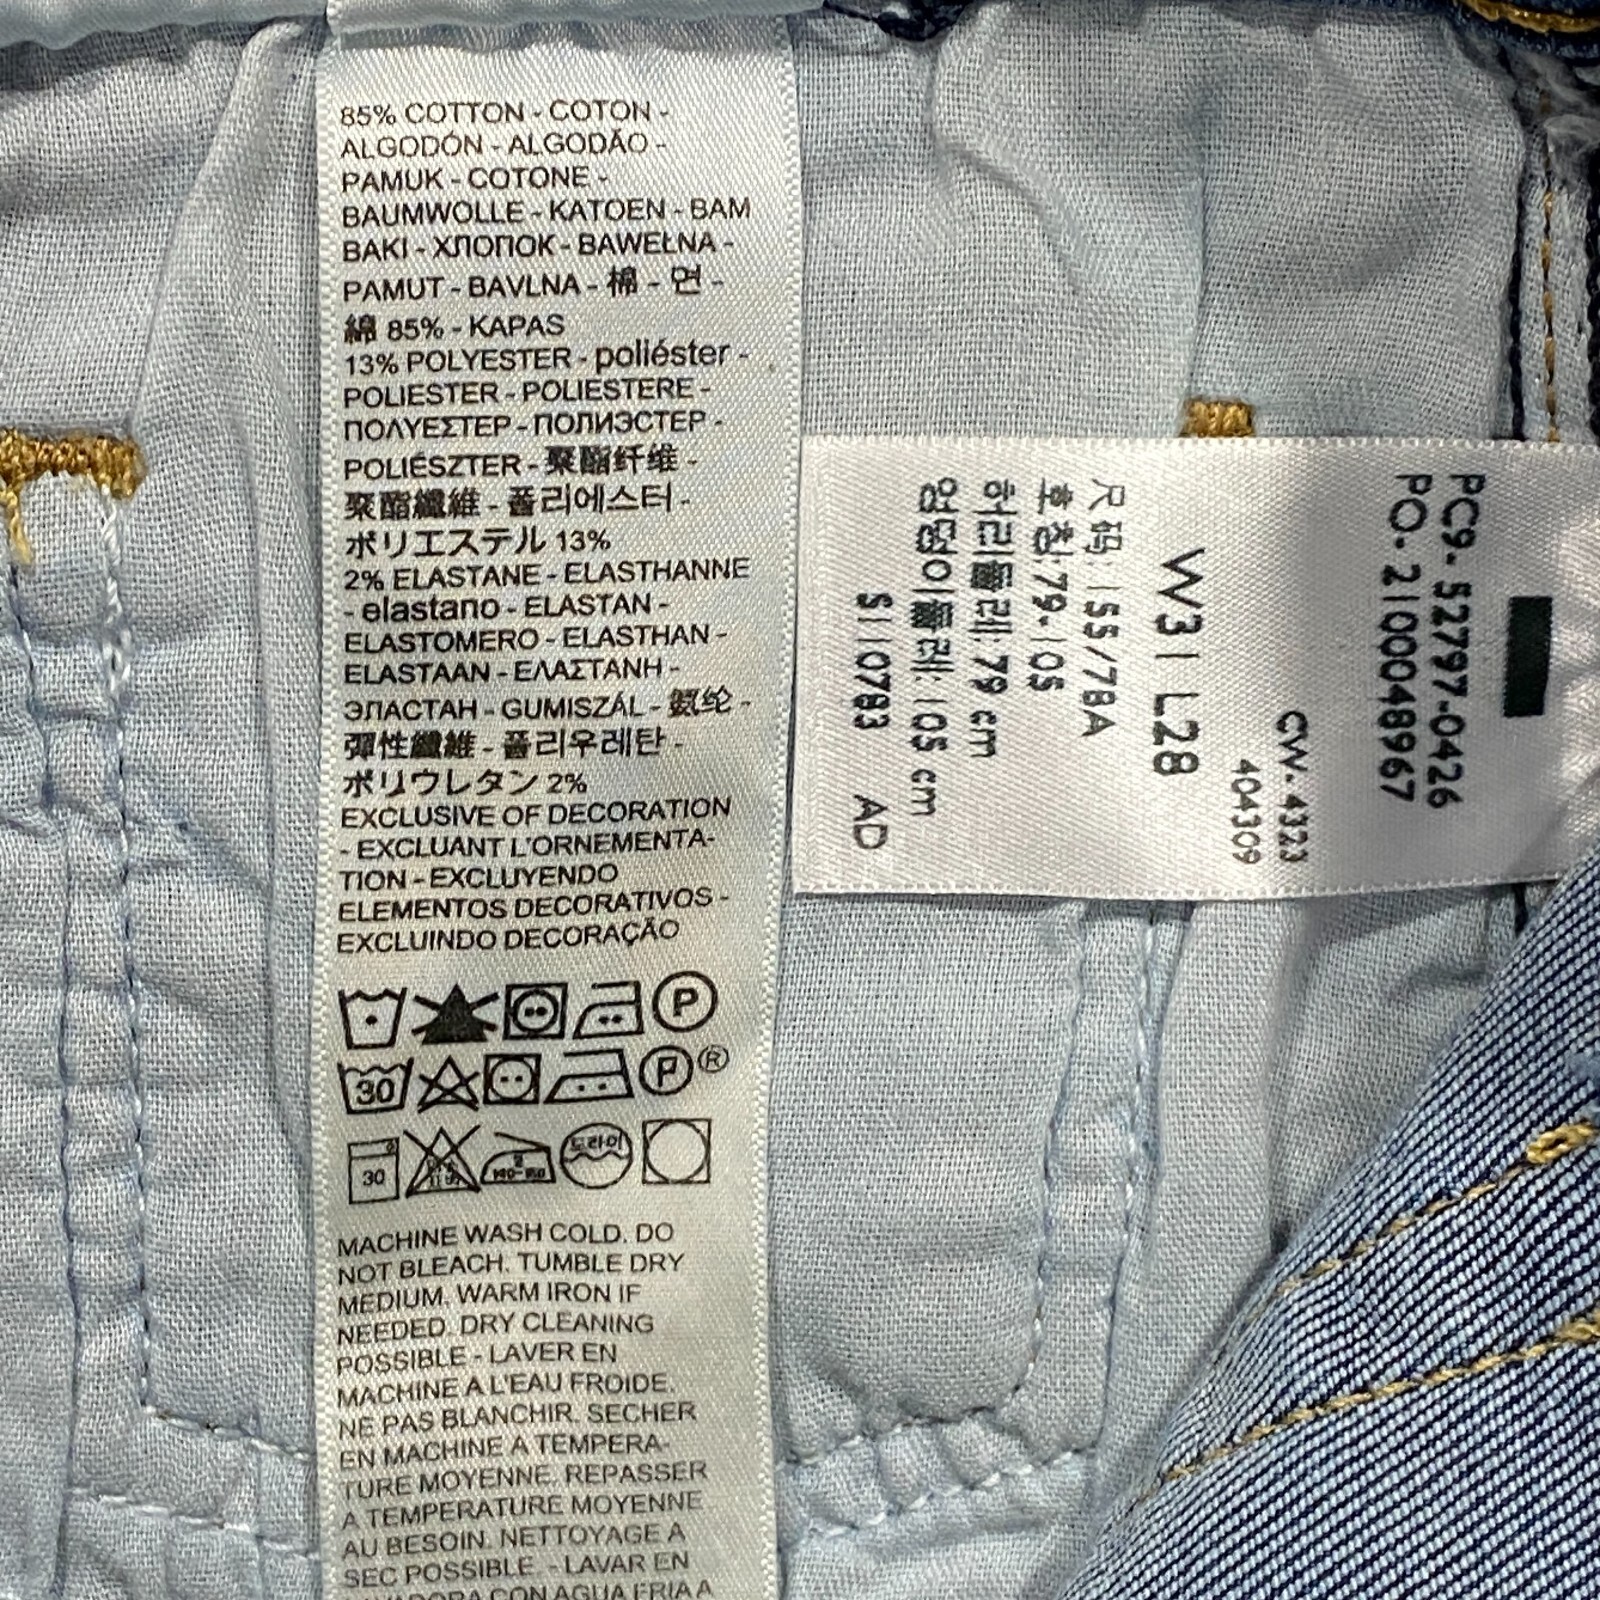 85% COTTON - COTON -
ALGODÓN - ALGODÃO -
PAMUK - COTONE -
BAUMWOLLE - KATOEN - BAM
BAKI - ХЛОПОК - BAWEŁNA -
PAMUT - BAVLNA - 棉 - 면 -
綿 85% - KAPAS
13% POLYESTER - poliéster -
POLIESTER - POLIESTERE -
ΠΟΛΥΕΣΤΕΡ - ПОЛИЭСТЕР -
POLIÉSZTER - 聚酯纤维 -
聚酯纖維 - 폴리에스터 -
ポリエステル 13%
2% ELASTANE - ELASTHANNE
- elastano - ELASTAN -
ELASTOMERO - ELASTHAN -
ELASTAAN - ΕΛΑΣΤΑΝΗ -
ЭЛАСТАН - GUMISZÁL - 氨纶 -
彈性纖維 - 폴리우레탄 -
ポリウレタン 2%
EXCLUSIVE OF DECORATION
- EXCLUANT L'ORNEMENTA-
TION - EXCLUYENDO
ELEMENTOS DECORATIVOS -
EXCLUINDO DECORAÇÃO
P
30 P®
30 드라이
MACHINE WASH COLD. DO
NOT BLEACH. TUMBLE DRY
MEDIUM. WARM IRON IF
NEEDED. DRY CLEANING
POSSIBLE - LAVER EN
MACHINE A L'EAU FROIDE.
NE PAS BLANCHIR. SECHER
EN MACHINE A TEMPERA-
TURE MOYENNE. REPASSER
A TEMPERATURE MOYENNE
AU BESOIN. NETTOYAGE A
SEC POSSIBLE. - LAVAR EN
LAVADORA CON AGUA FRIA A
PC9- 52797-0426
PO- 2100048967
CW- 4323
404309
W31 L28
尺码: 155/78A
호칭:79-105
허리둘레:79 cm
엉덩이둘레:105 cm
S110783 AD